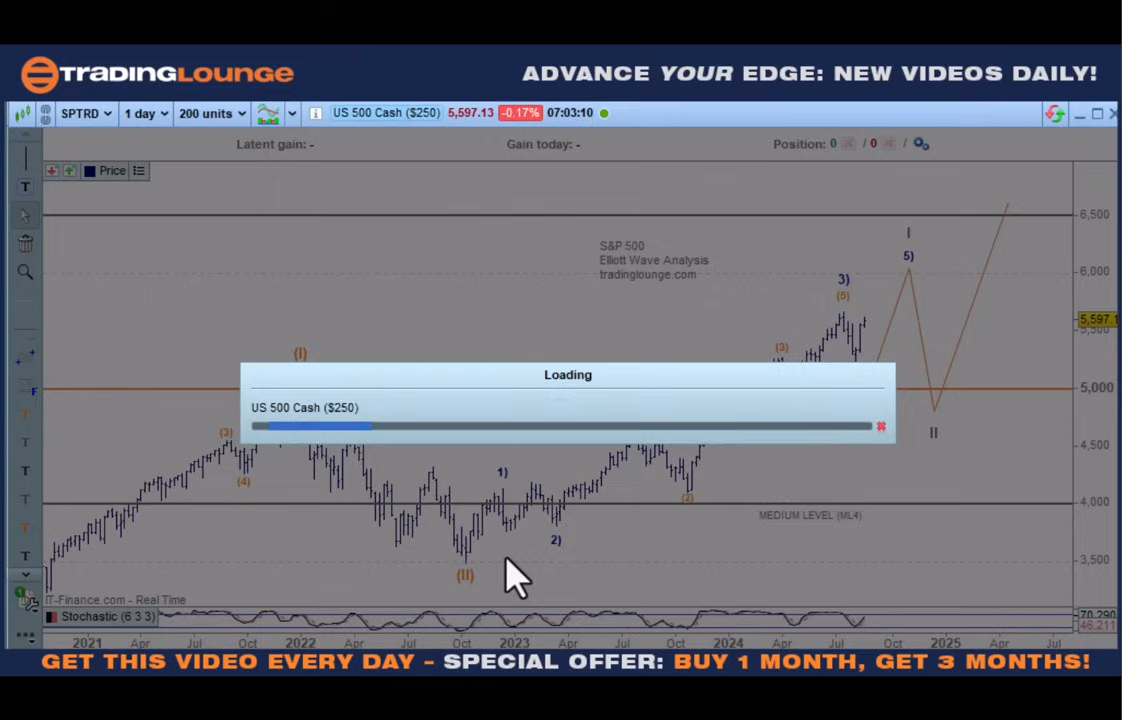 TRADINGLOUNGE
ADVANCE YOUR EDGE: NEW VIDEOS DAILY!
SPTRD 1 day 200 units US 500 Cash ($250) 5,597.13 -0.17% 07:03:10
Latent gain: - Gain today: - Position: 0 / 0 /
T
Price
6,500
I
S&P 500
Elliott Wave Analysis
tradinglounge.com
5)
6,000
3)
(5)
5,597.1
5,500
(3)
(I)
Loading
5,000
US 500 Cash ($250)
F
T
(3)
II
T
4,500
1)
(4)
T
(2)
T
4,000
MEDIUM LEVEL (ML4)
T
2)
T
3,500
(II)
IT-Finance.com - Real Time
Stochastic (6 3 3)
70.290
46.211
2021 Apr Jul Oct 2022 Apr Jul Oct 2023 Apr Jul Oct 2024 Apr Jul Oct 2025 Apr Jul
GET THIS VIDEO EVERY DAY - SPECIAL OFFER: BUY 1 MONTH, GET 3 MONTHS!